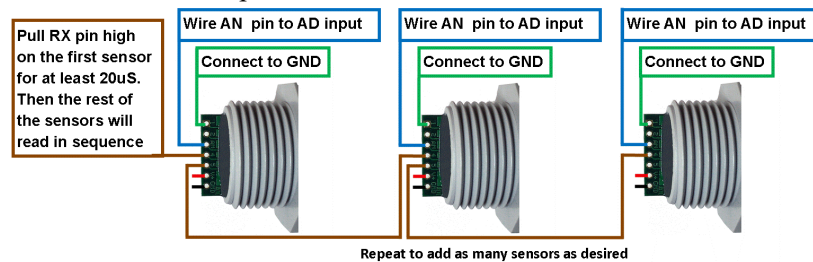 Pull RX pin high
on the first sensor
for at least 20uS.
Then the rest of
the sensors will
read in sequence
Wire AN pin to AD input
Connect to GND
Wire AN pin to AD input
Connect to GND
Wire AN pin to AD input
Connect to GND
Repeat to add as many sensors as desired